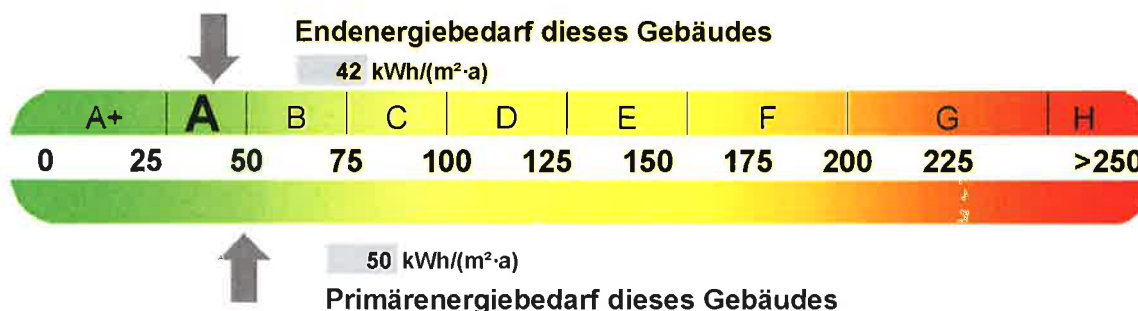 Endenergiebedarf dieses Gebäudes
42 kWh/(m²·a)
A+ A B C D E F G H
0 25 50 75 100 125 150 175 200 225 >250
50 kWh/(m²·a)
Primärenergiebedarf dieses Gebäudes